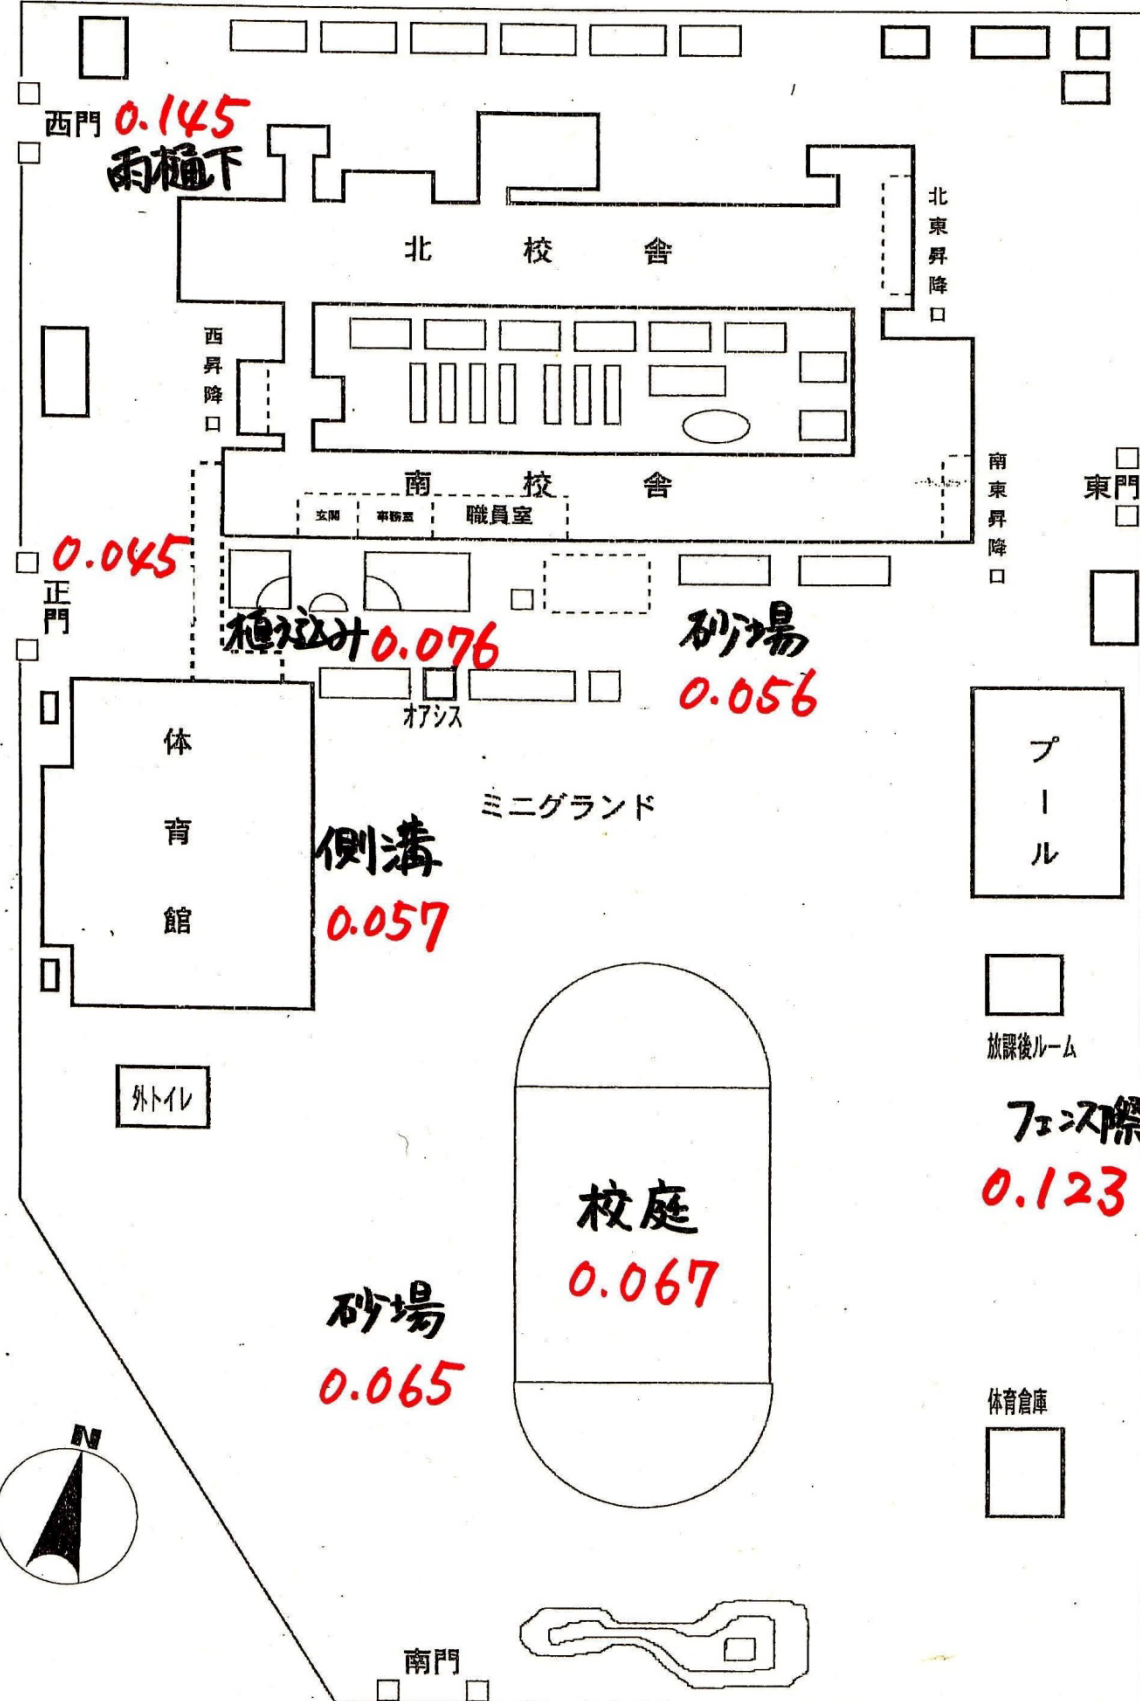 西門 0.145
雨樋下
北校舎
北東昇降口
西昇降口
南校舎
玄関 事務室 職員室
南東昇降口
東門
0.045
正門
植え込み 0.076
砂場
0.056
オアシス
体育館
ミニグランド
プール
側溝
0.057
放課後ルーム
外トイレ
フェンス際
0.123
校庭
0.067
砂場
0.065
体育倉庫
N
南門